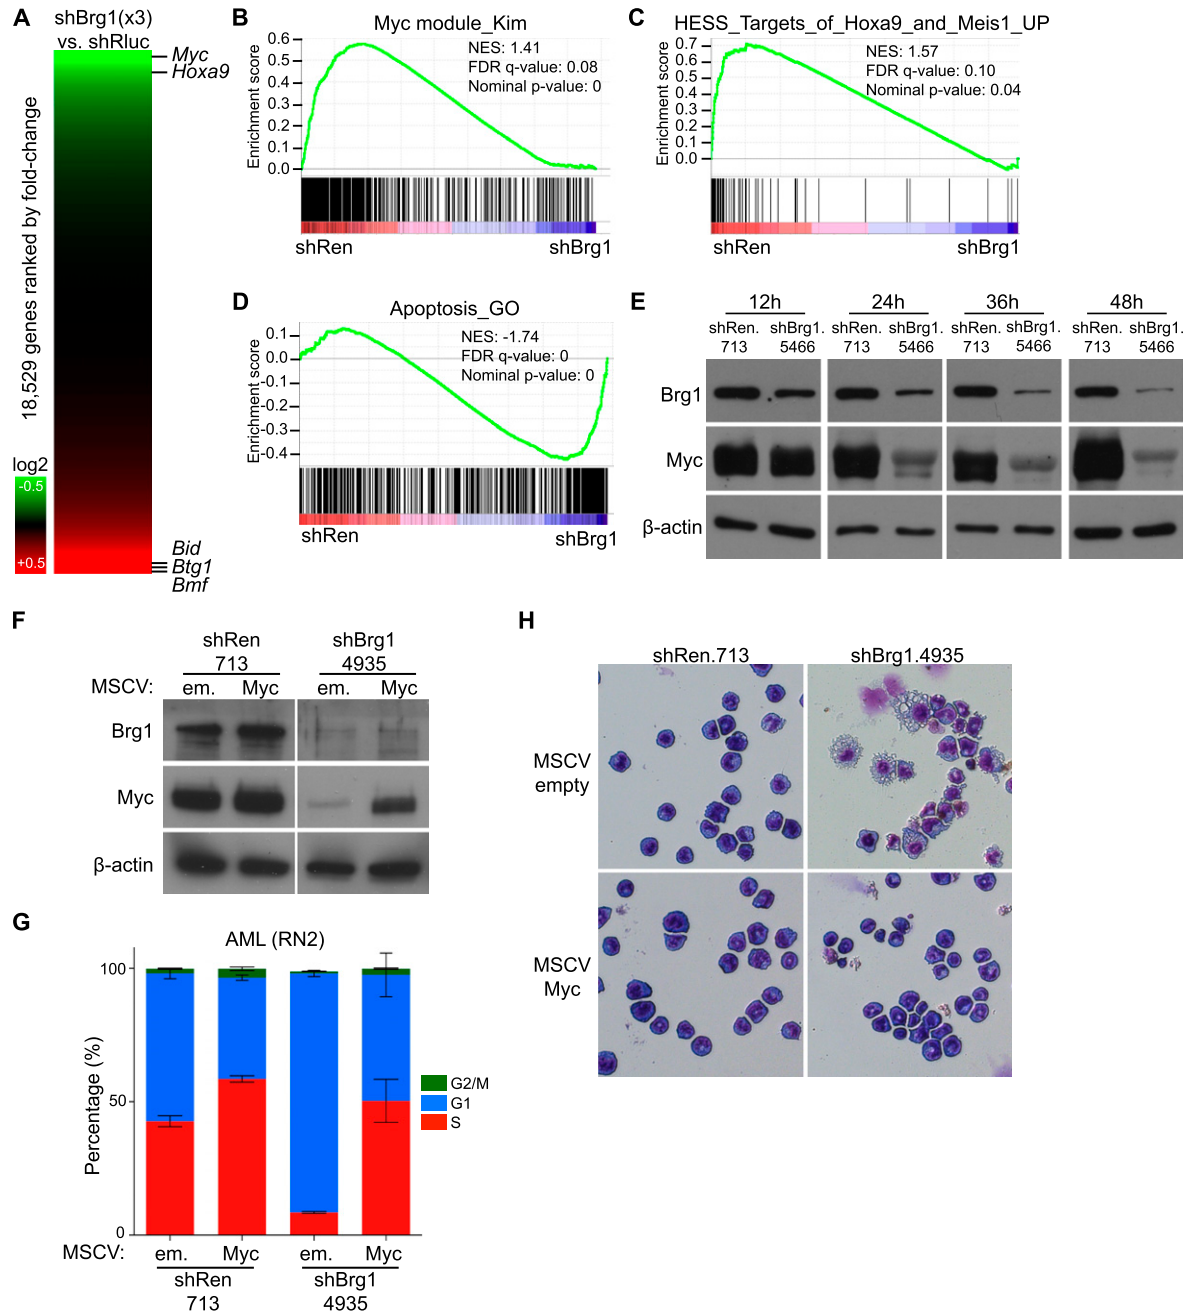 A
shBrg1(x3)
vs. shRluc
Myc
Hoxa9
18,529 genes ranked by fold-change
log2
-0.5
+0.5
Bid
Btg1
Bmf
B
Myc module_Kim
NES: 1.41
FDR q-value: 0.08
Nominal p-value: 0
Enrichment score
0.6
0.5
0.4
0.3
0.2
0.1
0.0
shRen
shBrg1
C
HESS_Targets_of_Hoxa9_and_Meis1_UP
NES: 1.57
FDR q-value: 0.10
Nominal p-value: 0.04
Enrichment score
0.7
0.6
0.5
0.4
0.3
0.2
0.1
0.0
shRen
shBrg1
D
Apoptosis_GO
NES: -1.74
FDR q-value: 0
Nominal p-value: 0
Enrichment score
0.1
0.0
-0.1
-0.2
-0.3
-0.4
shRen
shBrg1
E
12h 24h 36h 48h
shRen. shBrg1. shRen. shBrg1. shRen. shBrg1. shRen. shBrg1.
713 5466 713 5466 713 5466 713 5466
Brg1
Myc
β-actin
F
shRen shBrg1
713 4935
MSCV: em. Myc em. Myc
Brg1
Myc
β-actin
G
AML (RN2)
Percentage (%)
100
50
0
G2/M
G1
S
MSCV: em. Myc em. Myc
shRen shBrg1
713 4935
H
shRen.713 shBrg1.4935
MSCV
empty
MSCV
Myc